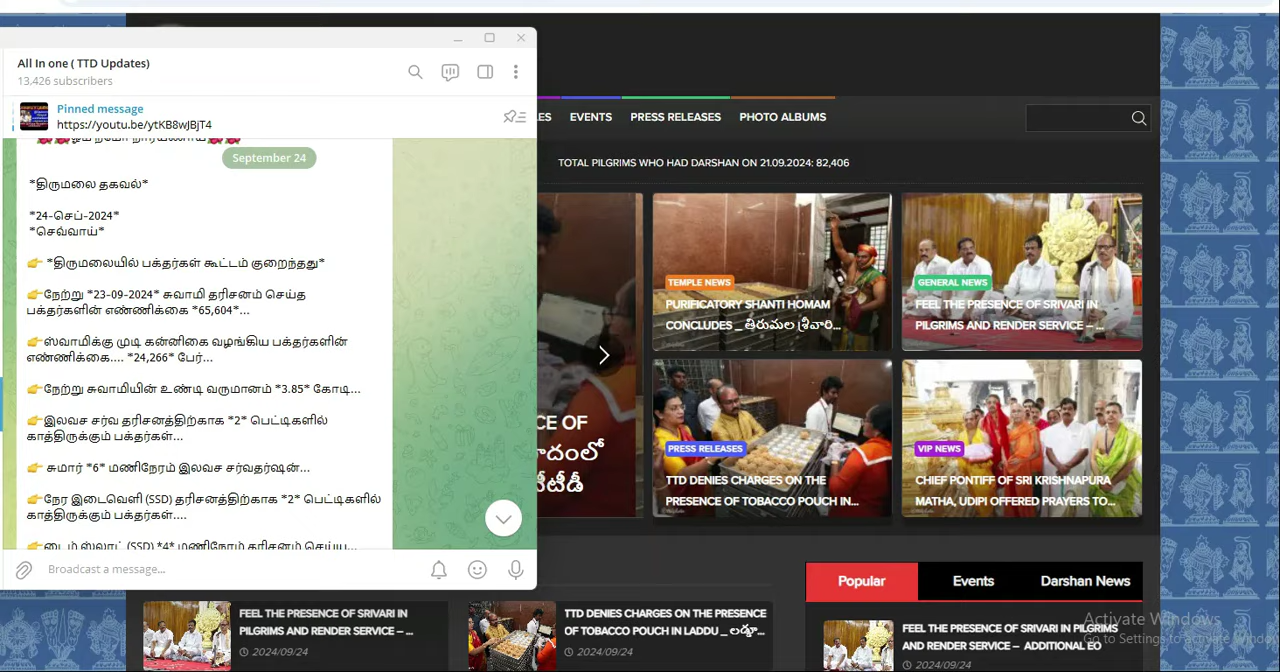 All In one ( TTD Updates)
13,426 subscribers
Pinned message
https://youtu.be/ytKB8wJBjT4
September 24
*திருமலை தகவல்*
*24-செப்-2024*
*செவ்வாய்*
👉 *திருமலையில் பக்தர்கள் கூட்டம் குறைந்தது*
👉நேற்று *23-09-2024* சுவாமி தரிசனம் செய்த
பக்தர்களின் எண்ணிக்கை *65,604*...
👉ஸ்வாமிக்கு முடி கன்னிகை வழங்கிய பக்தர்களின்
எண்ணிக்கை.... *24,266* பேர்...
👉நேற்று சுவாமியின் உண்டி வருமானம் *3.85* கோடி...
👉இலவச சர்வ தரிசனத்திற்காக *2* பெட்டிகளில்
காத்திருக்கும் பக்தர்கள்...
👉 சுமார் *6* மணிநேரம் இலவச சர்வதர்ஷன்...
👉நேர இடைவெளி (SSD) தரிசனத்திற்காக *2* பெட்டிகளில்
காத்திருக்கும் பக்தர்கள்....
👉டைம் ஸ்லாட் (SSD) *4* மணிநேரம் தரிசனம் செய்ய...
Broadcast a message...
ES EVENTS PRESS RELEASES PHOTO ALBUMS
TOTAL PILGRIMS WHO HAD DARSHAN ON 21.09.2024: 82,406
CE OF
దంలో
టీటీడీ
TEMPLE NEWS
PURIFICATORY SHANTI HOMAM
CONCLUDES _ తిరుమల శ్రీవారి...
GENERAL NEWS
FEEL THE PRESENCE OF SRIVARI IN
PILGRIMS AND RENDER SERVICE – ...
PRESS RELEASES
TTD DENIES CHARGES ON THE
PRESENCE OF TOBACCO POUCH IN...
VIP NEWS
CHIEF PONTIFF OF SRI KRISHNAPURA
MATHA, UDIPI OFFERED PRAYERS TO...
FEEL THE PRESENCE OF SRIVARI IN
PILGRIMS AND RENDER SERVICE – ...
2024/09/24
TTD DENIES CHARGES ON THE PRESENCE
OF TOBACCO POUCH IN LADDU _ లడ్డూ...
2024/09/24
Popular Events Darshan News
FEEL THE PRESENCE OF SRIVARI IN PILGRIMS
AND RENDER SERVICE – ADDITIONAL EO
2024/09/24
Activate Windows
Go to Settings to activate Window